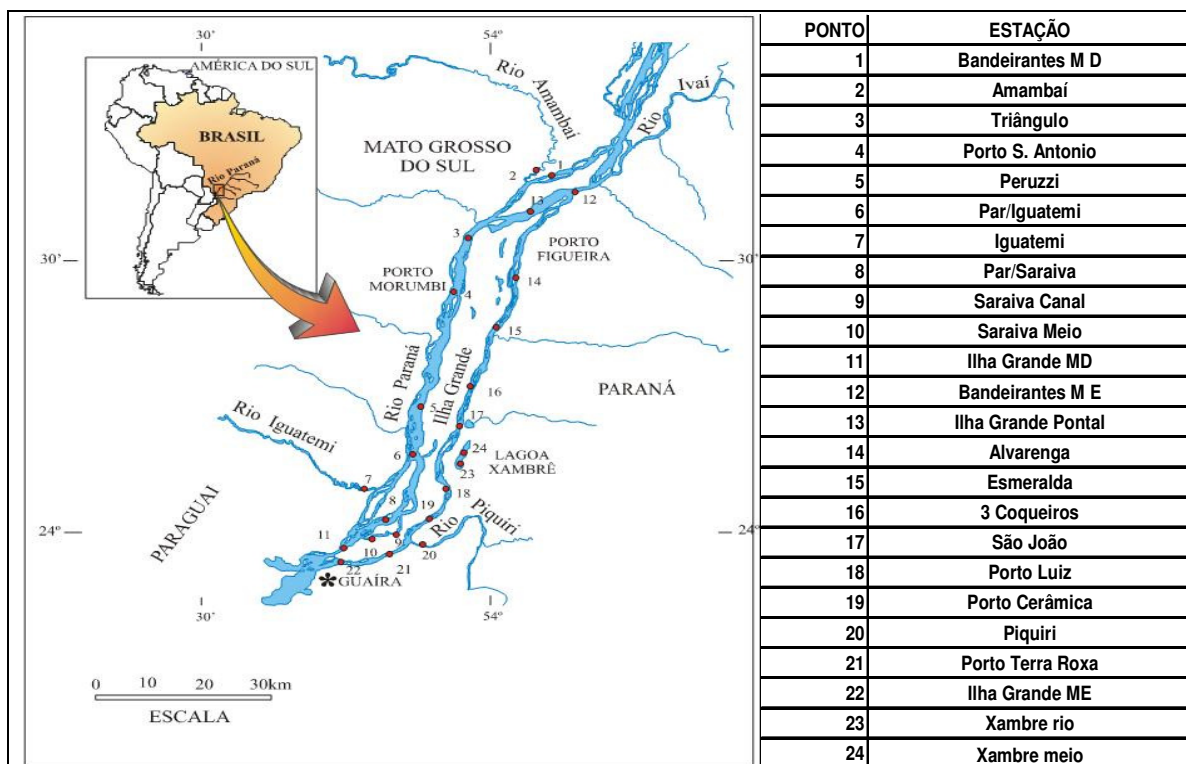 30'
54º
AMÉRICA DO SUL
BRASIL
Rio Paraná
Rio Amambaí
Ivaí
Rio
MATO GROSSO
DO SUL
1
2
12
13
3
PORTO
FIGUEIRA
30'
30'
PORTO
MORUMBI
4
14
15
Rio Paraná
Ilha Grande
PARANÁ
16
5
17
Rio Iguatemi
6
24
LAGOA
XAMBRÊ
23
7
18
PARAGUAI
8
19
Rio Piquiri
24º
24º
11
10
9
20
22
21
*GUAÍRA
30'
54º
0 10 20 30km
ESCALA
PONTO ESTAÇÃO
1 Bandeirantes M D
2 Amambaí
3 Triângulo
4 Porto S. Antonio
5 Peruzzi
6 Par/Iguatemi
7 Iguatemi
8 Par/Saraiva
9 Saraiva Canal
10 Saraiva Meio
11 Ilha Grande MD
12 Bandeirantes M E
13 Ilha Grande Pontal
14 Alvarenga
15 Esmeralda
16 3 Coqueiros
17 São João
18 Porto Luiz
19 Porto Cerâmica
20 Piquiri
21 Porto Terra Roxa
22 Ilha Grande ME
23 Xambre rio
24 Xambre meio